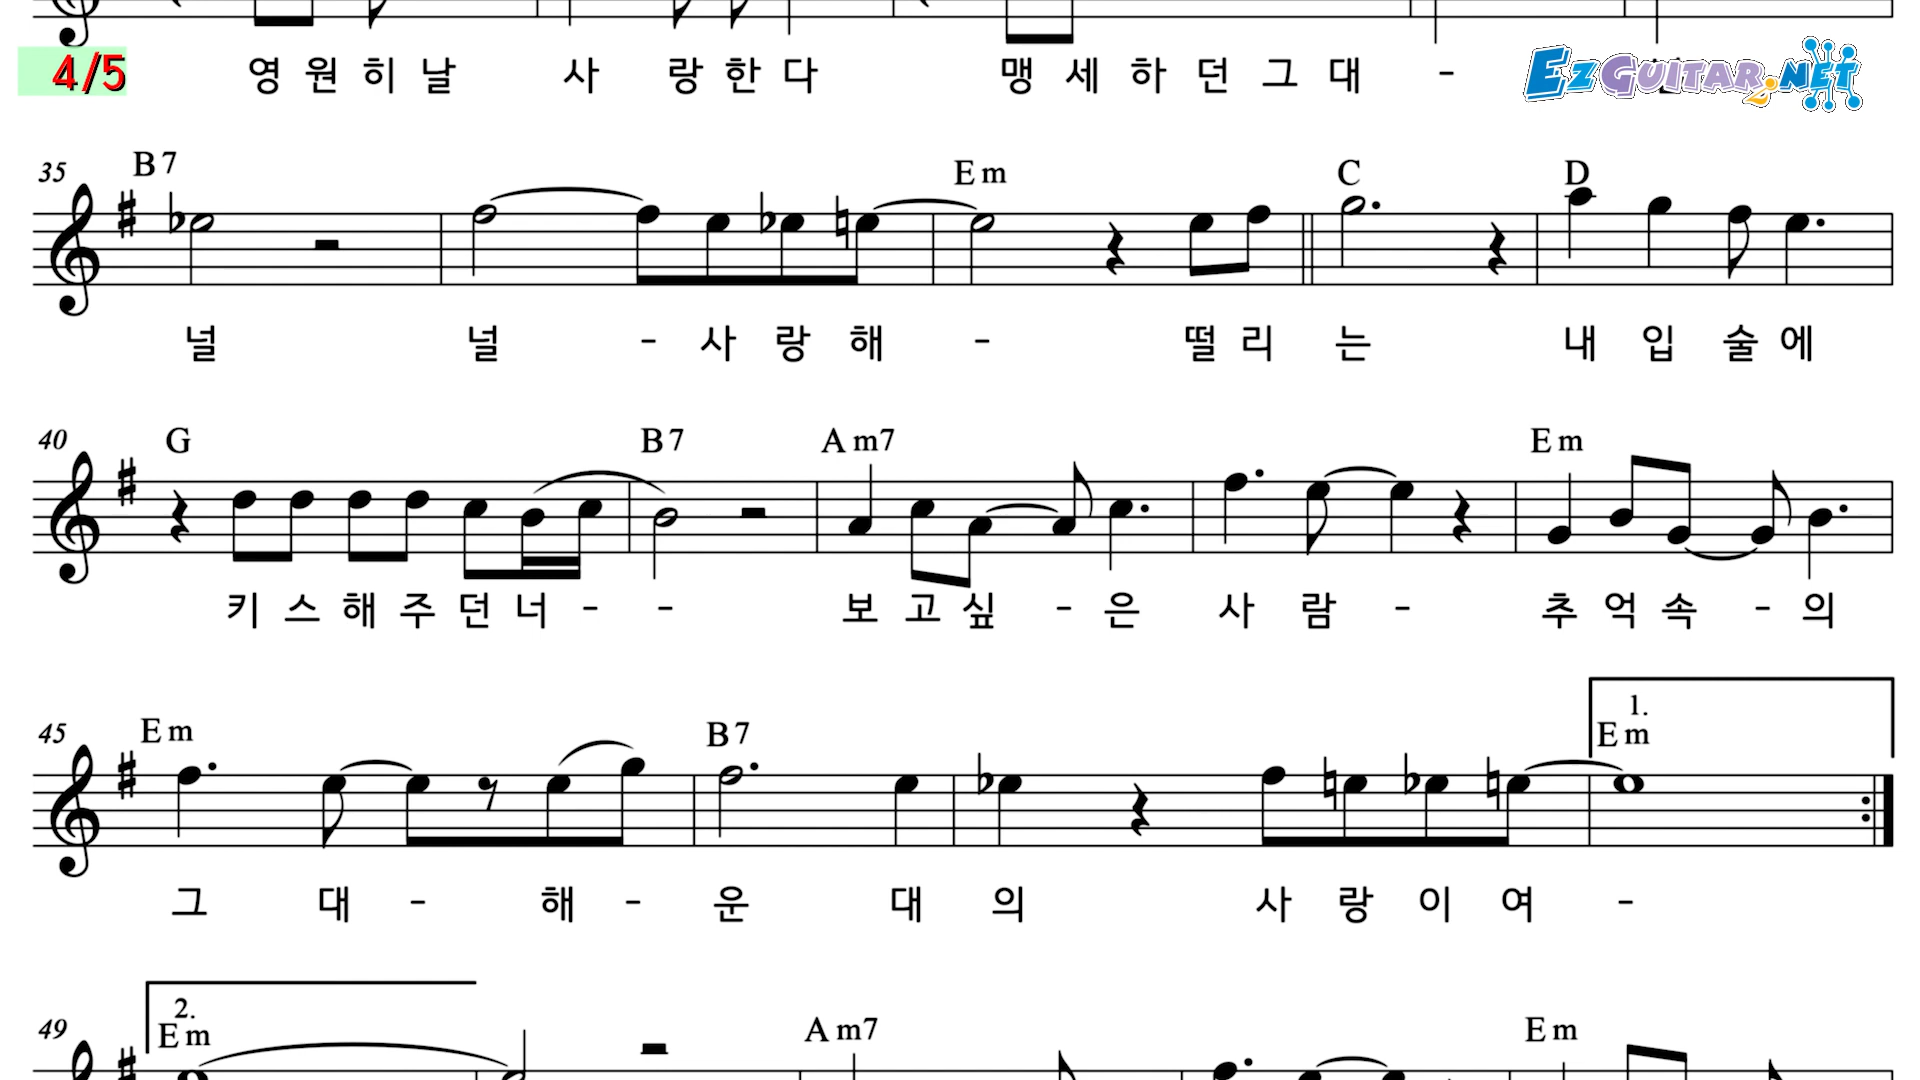 4/5
영 원 히 날 사 랑 한 다 맹 세 하 던 그 대 -
EZGUITAR2.NET
35 B7 Em C D
널 널 - 사 랑 해 - 떨 리 는 내 입 술 에
40 G B7 Am7 Em
키 스 해 주 던 너 - - 보 고 싶 - 은 사 람 - 추 억 속 - 의
1.
45 Em B7 Em
그 대 - 해 - 운 대 의 사 랑 이 여 -
2.
49 Em Am7 Em